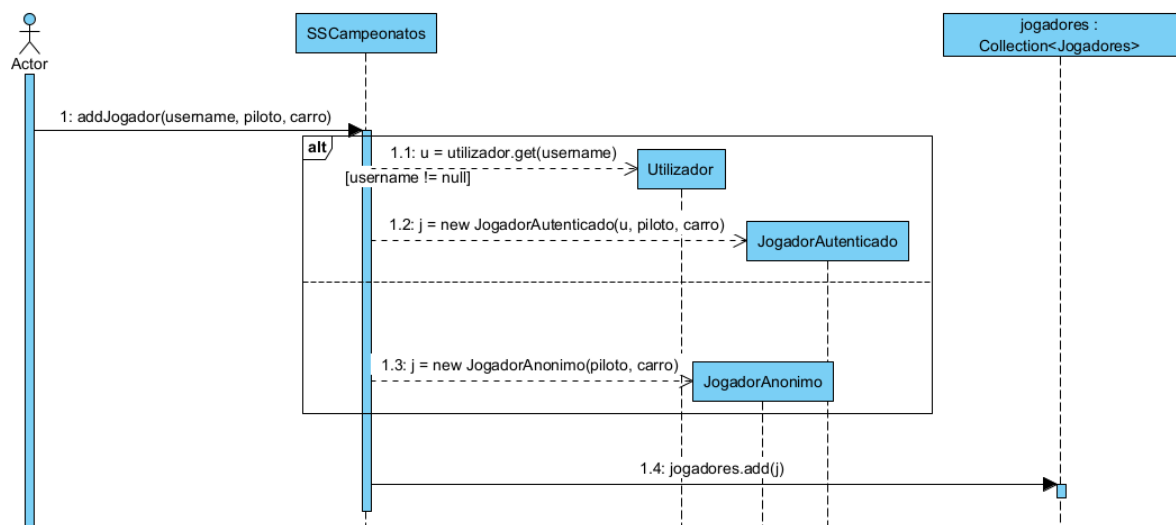 SSCampeonatos
jogadores :
Collection<Jogadores>
Actor
1: addJogador(username, piloto, carro)
alt
1.1: u = utilizador.get(username)
[username != null]
Utilizador
1.2: j = new JogadorAutenticado(u, piloto, carro)
JogadorAutenticado
1.3: j = new JogadorAnonimo(piloto, carro)
JogadorAnonimo
1.4: jogadores.add(j)